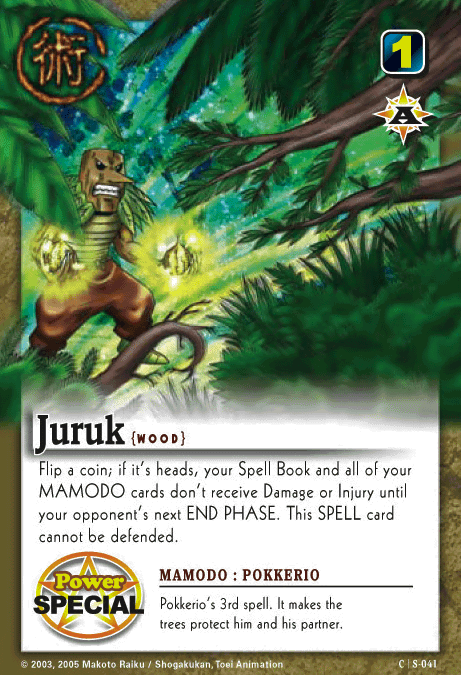 術
1
A
Juruk {WOOD}
Flip a coin; if it's heads, your Spell Book and all of your
MAMODO cards don't receive Damage or Injury until
your opponent's next END PHASE. This SPELL card
cannot be defended.
Power
SPECIAL
MAMODO : POKKERIO
Pokkerio's 3rd spell. It makes the
trees protect him and his partner.
© 2003, 2005 Makoto Raiku / Shogakukan, Toei Animation
C | S-041